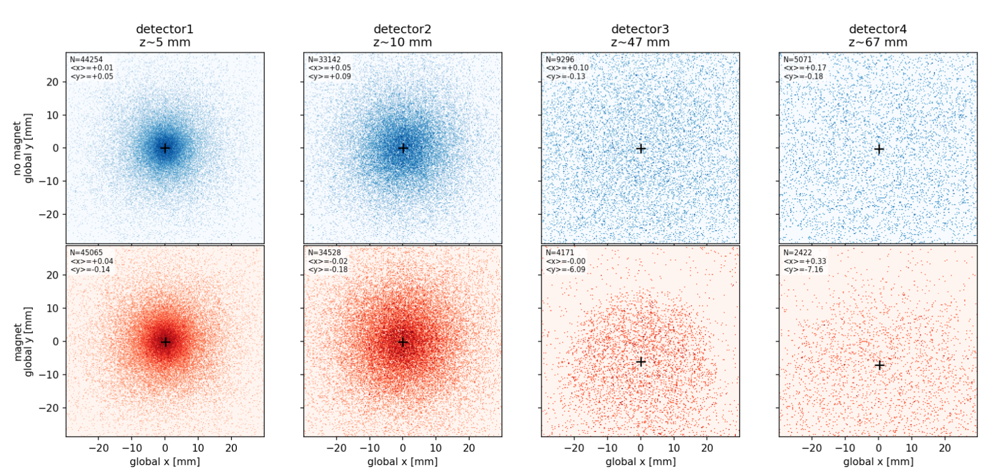 detector1
z~5 mm
detector2
z~10 mm
detector3
z~47 mm
detector4
z~67 mm
no magnet
global y [mm]
20
10
0
−10
−20
N=44254
<x>=+0.01
<y>=+0.05
N=33142
<x>=+0.05
<y>=+0.09
N=9296
<x>=+0.10
<y>=-0.13
N=5071
<x>=+0.17
<y>=-0.18
magnet
global y [mm]
20
10
0
−10
−20
N=45065
<x>=+0.04
<y>=-0.14
N=34528
<x>=-0.02
<y>=-0.18
N=4171
<x>=-0.00
<y>=-6.09
N=2422
<x>=+0.33
<y>=-7.16
−20 −10 0 10 20
global x [mm]
−20 −10 0 10 20
global x [mm]
−20 −10 0 10 20
global x [mm]
−20 −10 0 10 20
global x [mm]